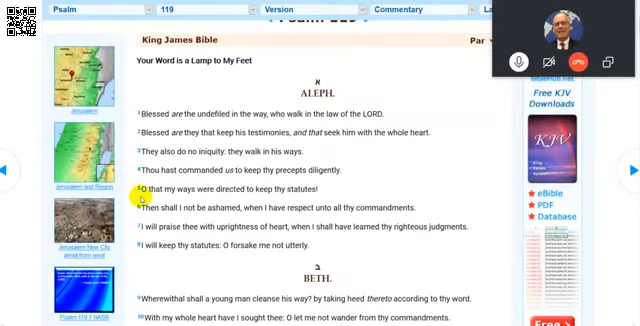 Psalm 119 Version Commentary La
Psalm 119
King James Bible Par
Your Word is a Lamp to My Feet
א
ALEPH.
1 Blessed are the undefiled in the way, who walk in the law of the LORD.
2 Blessed are they that keep his testimonies, and that seek him with the whole heart.
3 They also do no iniquity: they walk in his ways.
4 Thou hast commanded us to keep thy precepts diligently.
5 O that my ways were directed to keep thy statutes!
6 Then shall I not be ashamed, when I have respect unto all thy commandments.
7 I will praise thee with uprightness of heart, when I shall have learned thy righteous judgments.
8 I will keep thy statutes: O forsake me not utterly.
ב
BETH.
9 Wherewithal shall a young man cleanse his way? by taking heed thereto according to thy word.
10 With my whole heart have I sought thee: O let me not wander from thy commandments.
Jerusalem
Jerusalem and Region
Jerusalem New City
aerial from west
Psalm 119:1 NASB
BibleHub.net
Free KJV
Downloads
KJV
King
James
Version
eBible
PDF
Database
Free